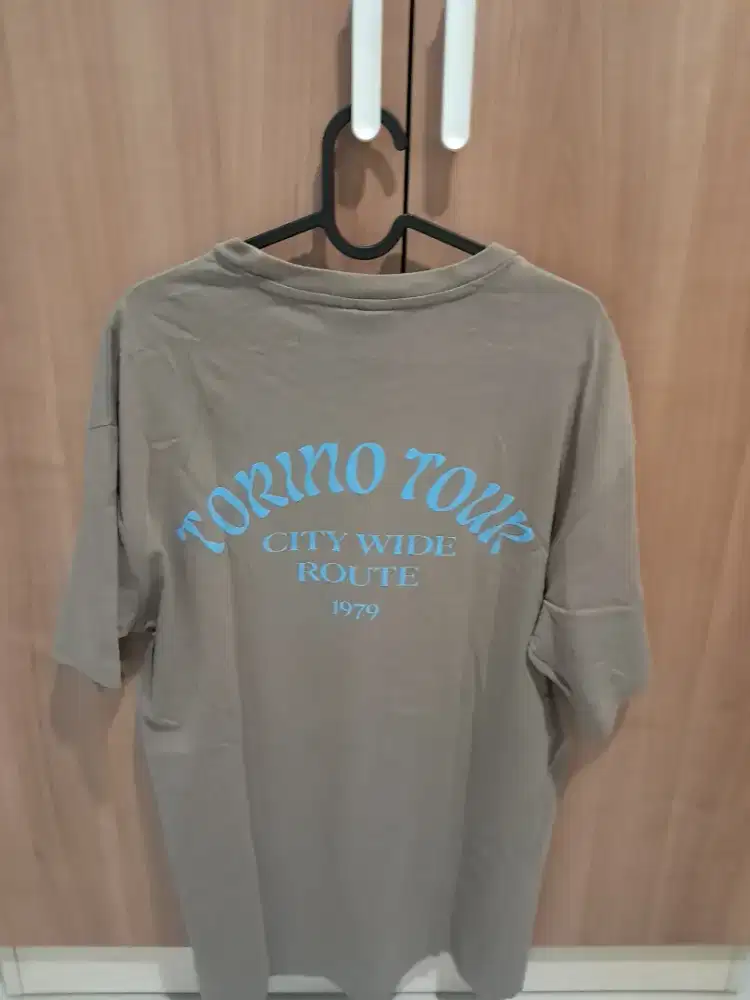 TORINO TOUR
CITY WIDE
ROUTE
1979